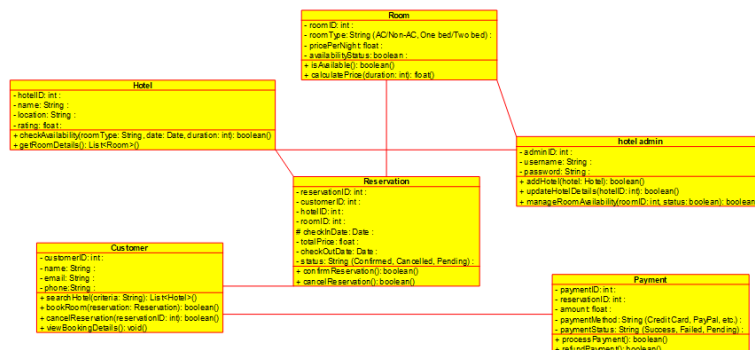 Room
- roomID: int :
- roomType: String (AC/Non-AC, One bed/Two bed) :
- pricePerNight: float :
- availabilityStatus: boolean :
+ isAvailable(): boolean()
+ calculatePrice(duration: int): float()
Hotel
- hotelID: int :
- name: String :
- location: String :
- rating: float :
+ checkAvailability(roomType: String, date: Date, duration: int): boolean()
+ getRoomDetails(): List<Room>()
hotel admin
- adminID: int :
- username: String :
- password: String :
+ addHotel(hotel: Hotel): boolean()
+ updateHotelDetails(hotelID: int): boolean()
+ manageRoomAvailability(roomID: int, status: boolean): boolean()
Reservation
- reservationID: int :
- customerID: int :
- hotelID: int :
- roomID: int :
# checkInDate: Date :
- totalPrice: float :
- checkOutDate: Date :
- status: String (Confirmed, Cancelled, Pending) :
+ confirmReservation(): boolean()
+ cancelReservation(): boolean()
Customer
- customerID: int :
- name: String :
- email: String :
- phone:String :
+ searchHotel(criteria: String): List<Hotel>()
+ bookRoom(reservation: Reservation): boolean()
+ cancelReservation(reservationID: int): boolean()
+ viewBookingDetails(): void()
Payment
- paymentID: int :
- reservationID: int :
- amount: float :
- paymentMethod: String (Credit Card, PayPal, etc.) :
- paymentStatus: String (Success, Failed, Pending) :
+ processPayment(): boolean()
+ refundPayment(): boolean()